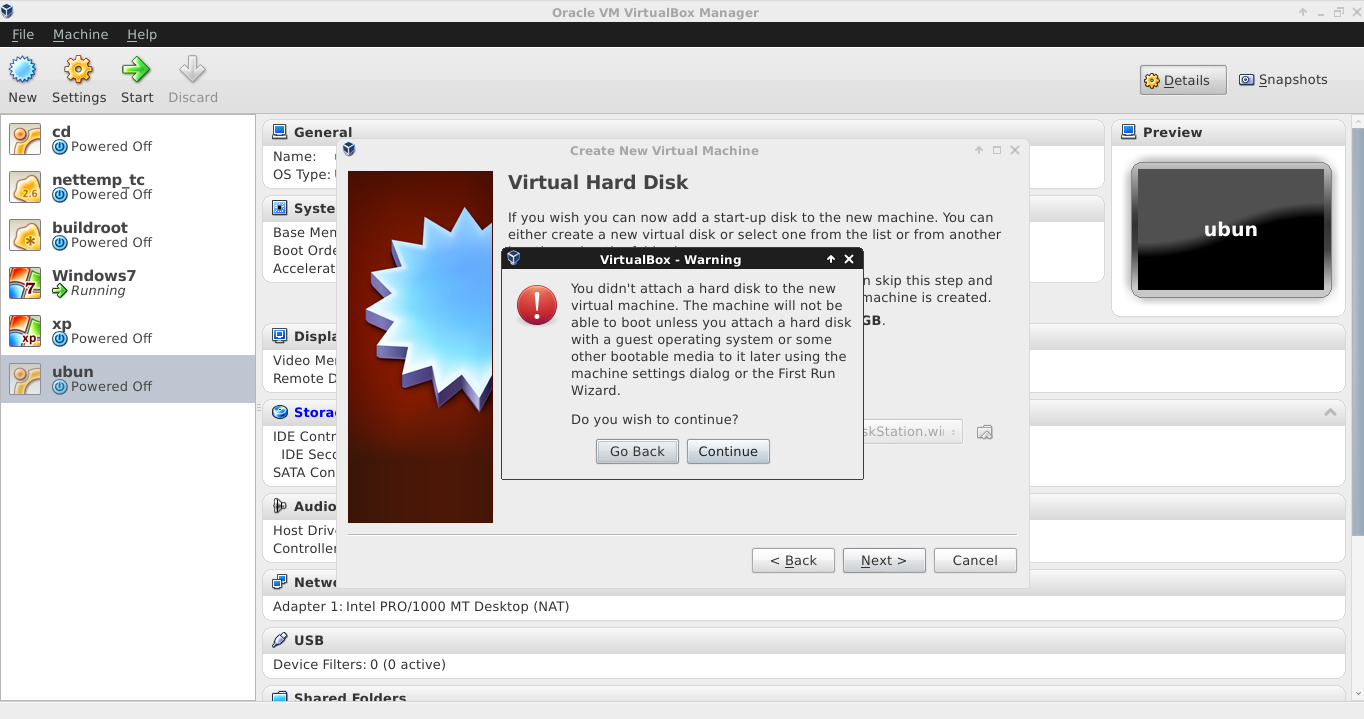 Oracle VM VirtualBox Manager
File Machine Help
New Settings Start Discard
Details Snapshots
cd
Powered Off
nettemp_tc
Powered Off
2.6
buildroot
Powered Off
Windows7
Running
7
xp
Powered Off
xp
ubun
Powered Off
General
Name:
OS Type:
Syste
Base Men
Boot Orde
Accelerat
Displa
Video Me
Remote D
Stora
IDE Contr
IDE Seco
SATA Con
Audio
Host Driv
Controller
Netwo
Adapter 1: Intel PRO/1000 MT Desktop (NAT)
USB
Device Filters: 0 (0 active)
Shared Folders
Preview
ubun
Create New Virtual Machine
Virtual Hard Disk
If you wish you can now add a start-up disk to the new machine. You can
either create a new virtual disk or select one from the list or from another
n skip this step and
machine is created.
GB.
skStation.wi
< Back Next > Cancel
VirtualBox - Warning
You didn't attach a hard disk to the new
virtual machine. The machine will not be
able to boot unless you attach a hard disk
with a guest operating system or some
other bootable media to it later using the
machine settings dialog or the First Run
Wizard.
Do you wish to continue?
Go Back Continue